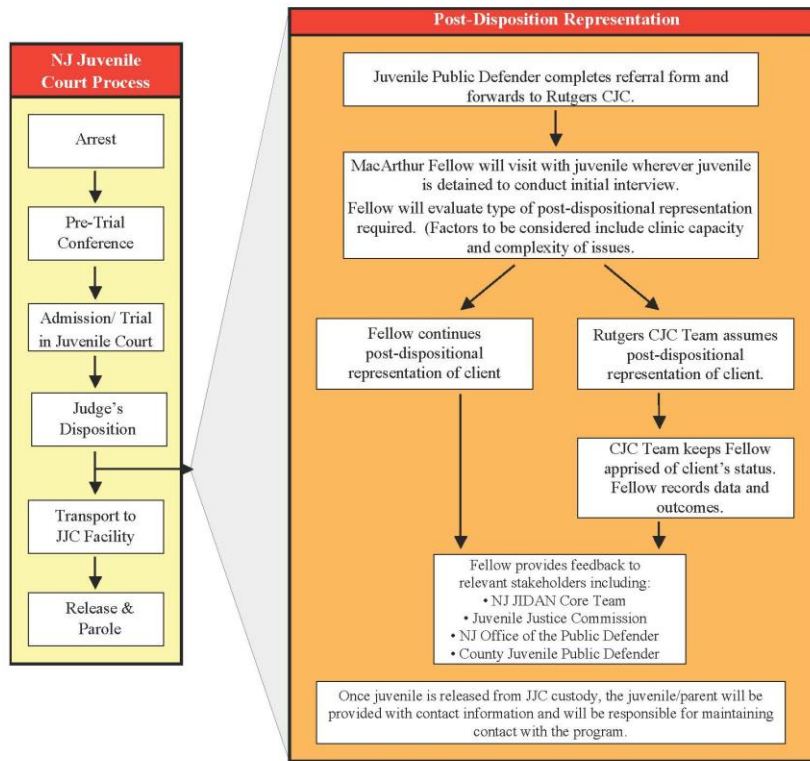 NJ Juvenile
Court Process
Arrest
Pre-Trial
Conference
Admission/ Trial
in Juvenile Court
Judge's
Disposition
Transport to
JJC Facility
Release &
Parole
Post-Disposition Representation
Juvenile Public Defender completes referral form and
forwards to Rutgers CJC.
MacArthur Fellow will visit with juvenile wherever juvenile
is detained to conduct initial interview.
Fellow will evaluate type of post-dispositional representation
required. (Factors to be considered include clinic capacity
and complexity of issues.
Fellow continues
post-dispositional
representation of client
Rutgers CJC Team assumes
post-dispositional
representation of client.
CJC Team keeps Fellow
apprised of client's status.
Fellow records data and
outcomes.
Fellow provides feedback to
relevant stakeholders including:
• NJ JIDAN Core Team
• Juvenile Justice Commission
• NJ Office of the Public Defender
• County Juvenile Public Defender
Once juvenile is released from JJC custody, the juvenile/parent will be
provided with contact information and will be responsible for maintaining
contact with the program.